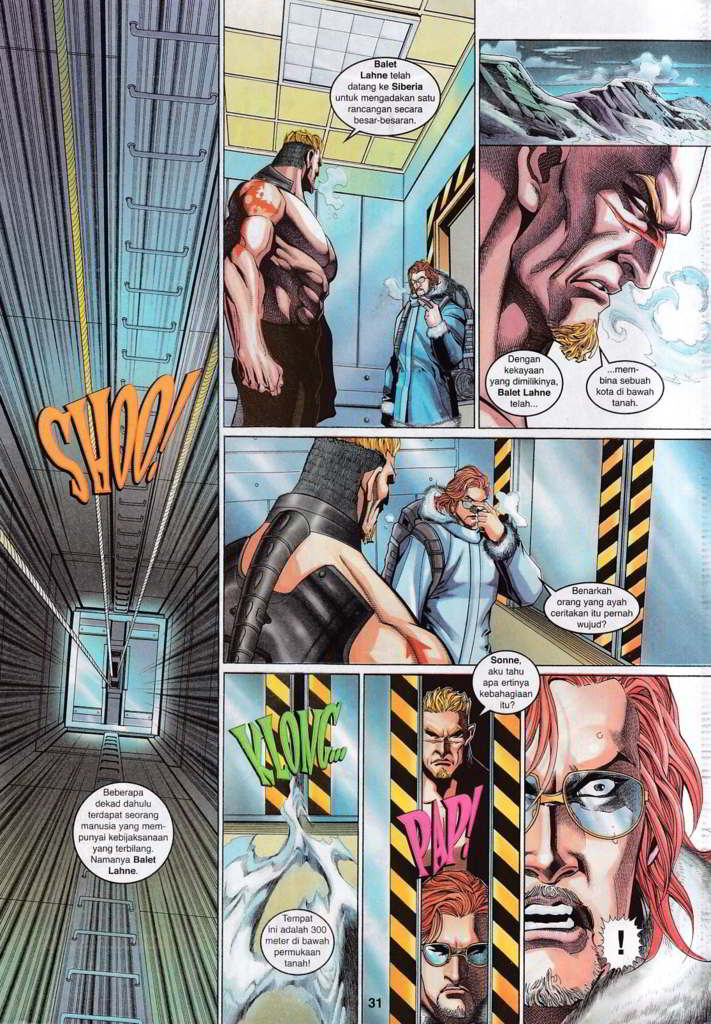 SHOO!
Beberapa
dekad dahulu
terdapat seorang
manusia yang mem-
punyai kebijaksanaan
yang terbilang.
Namanya Balet
Lahne.
Balet
Lahne telah
datang ke Siberia
untuk mengadakan satu
rancangan secara
besar-besaran.
Dengan
kekayaan
yang dimilikinya,
Balet Lahne
telah...
...mem-
bina sebuah
kota di bawah
tanah.
Benarkah
orang yang ayah
ceritakan itu pernah
wujud?
KLONG...
Tempat
ini adalah 300
meter di bawah
permukaan
tanah!
Sonne,
aku tahu
apa ertinya
kebahagiaan
itu?
PAP!
!
31